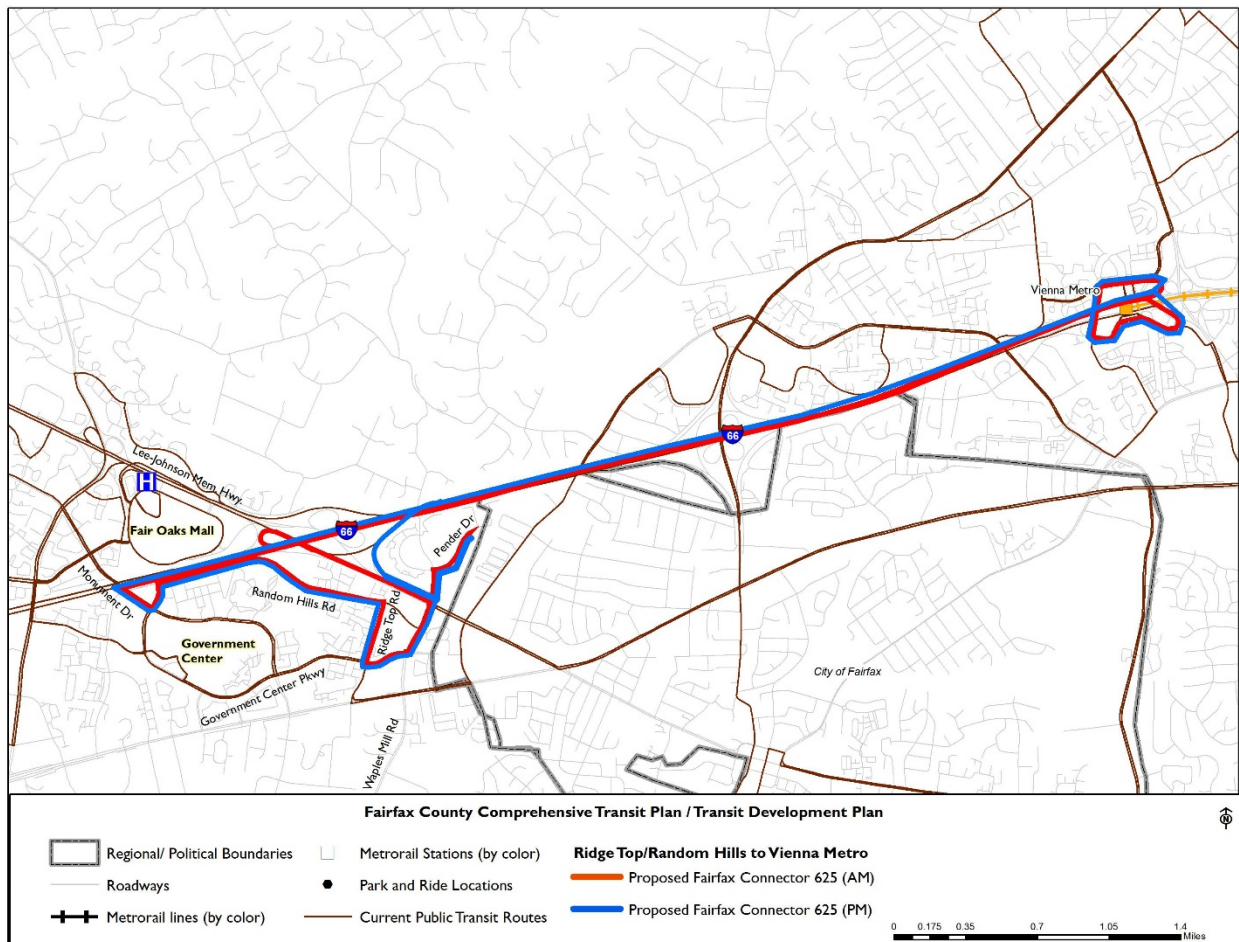 Vienna Metro
66
Lee-Johnson Mem. Hwy.
H
Fair Oaks Mall
66
Pender Dr
Monument Dr
Random Hills Rd
Ridge Top Rd
Government
Center
Government Center Pkwy
City of Fairfax
Waples Mill Rd
Fairfax County Comprehensive Transit Plan / Transit Development Plan
N
Regional/ Political Boundaries
Metrorail Stations (by color)
Ridge Top/Random Hills to Vienna Metro
Roadways
Park and Ride Locations
Proposed Fairfax Connector 625 (AM)
Metrorail lines (by color)
Current Public Transit Routes
Proposed Fairfax Connector 625 (PM)
0 0.175 0.35 0.7 1.05 1.4
Miles